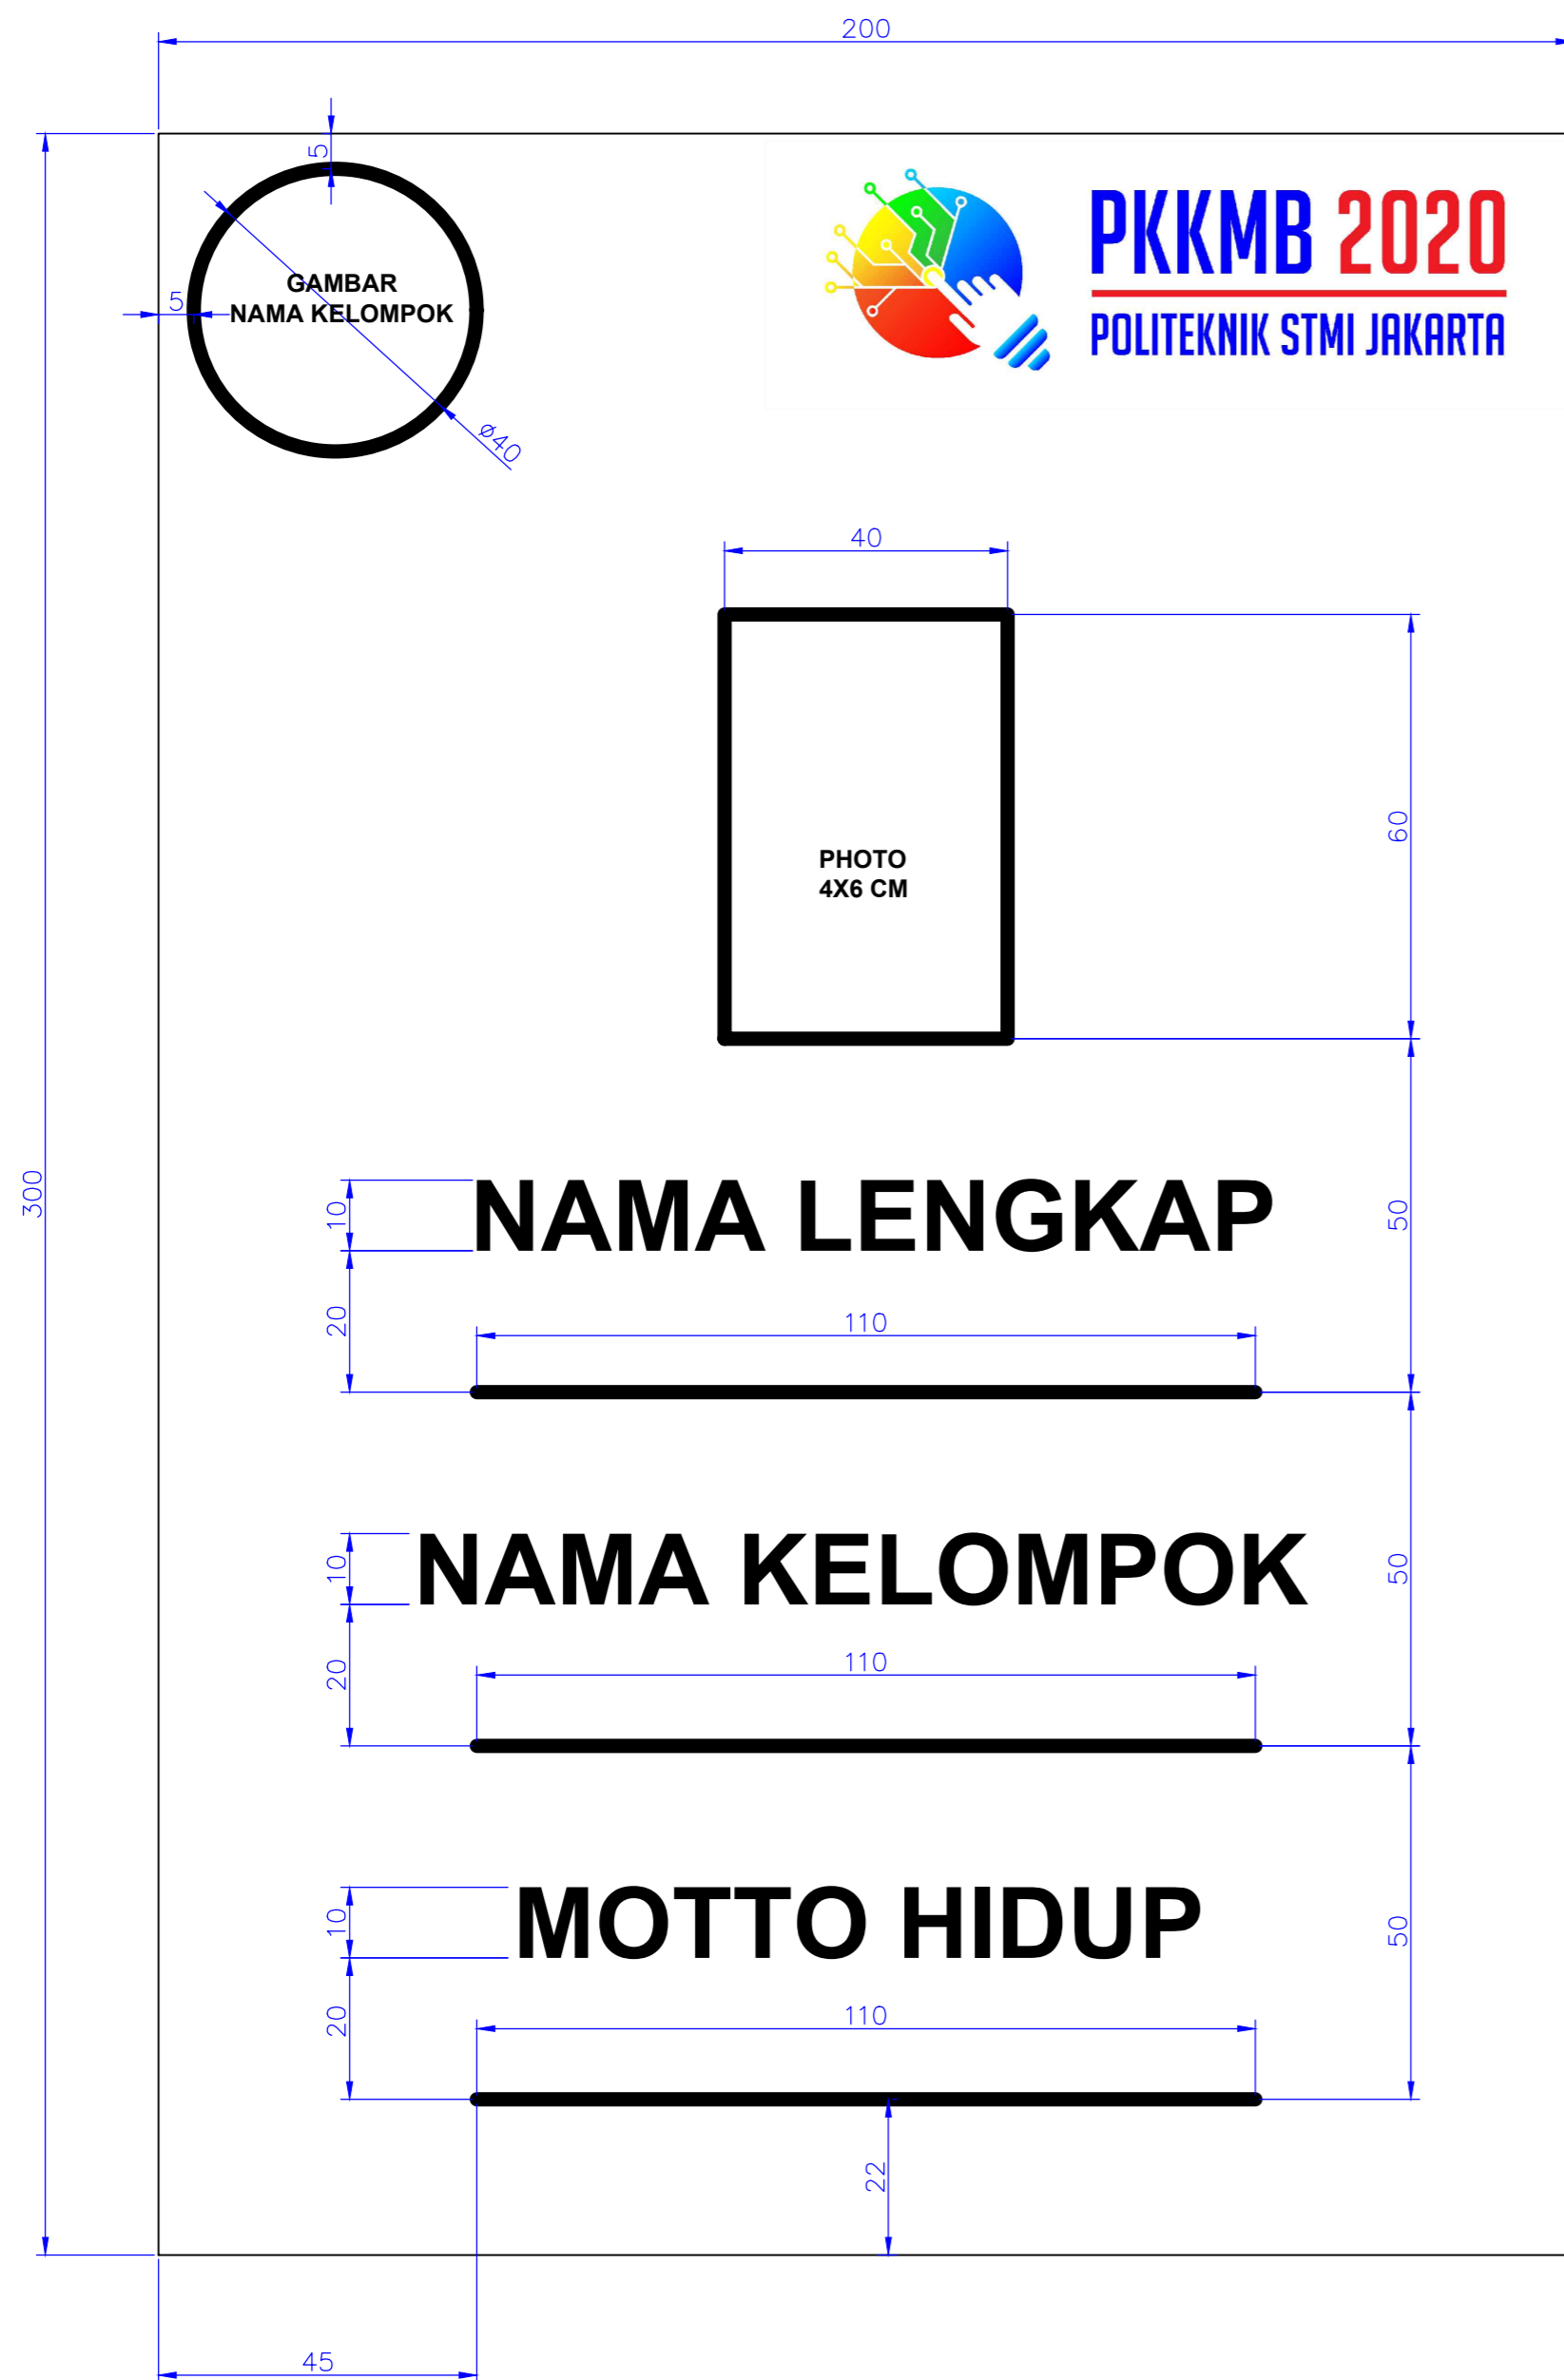 200
5
PKKMB 2020
GAMBAR
5
NAMA KELOMPOK
POLITEKNIK STMI JAKARTA
ø40
40
60
PHOTO
4X6 CM
300
10
NAMA LENGKAP
50
20
110
10
NAMA KELOMPOK
50
20
110
10
MOTTO HIDUP
50
20
110
22
45